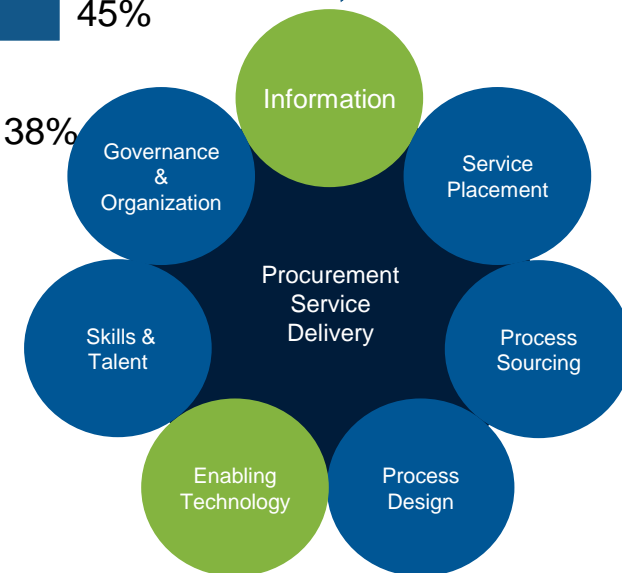 45%
38%
Information
Governance
&
Organization
Service
Placement
Procurement
Service
Delivery
Skills &
Talent
Process
Sourcing
Enabling
Technology
Process
Design